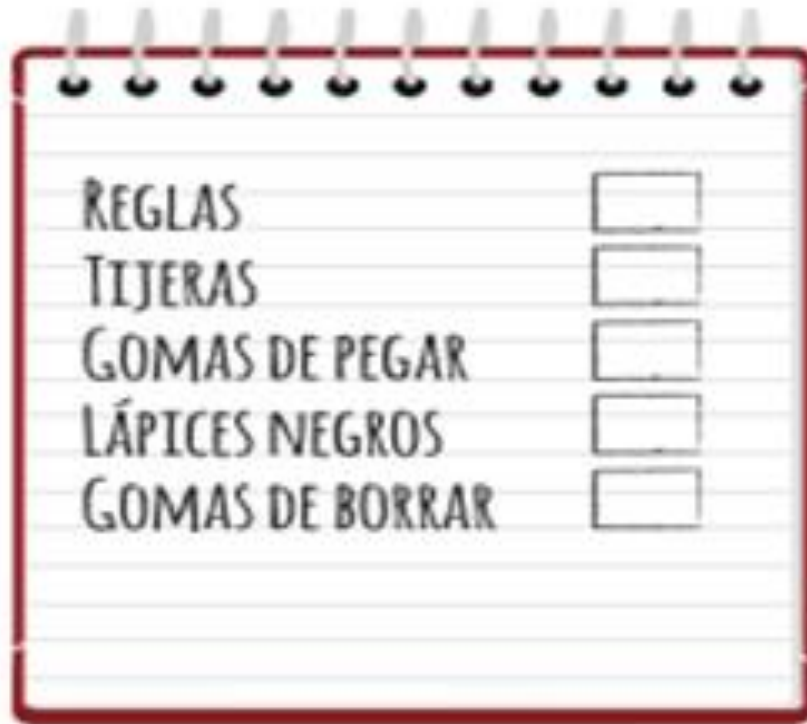 Reglas
Tijeras
Gomas de pegar
Lápices negros
Gomas de borrar